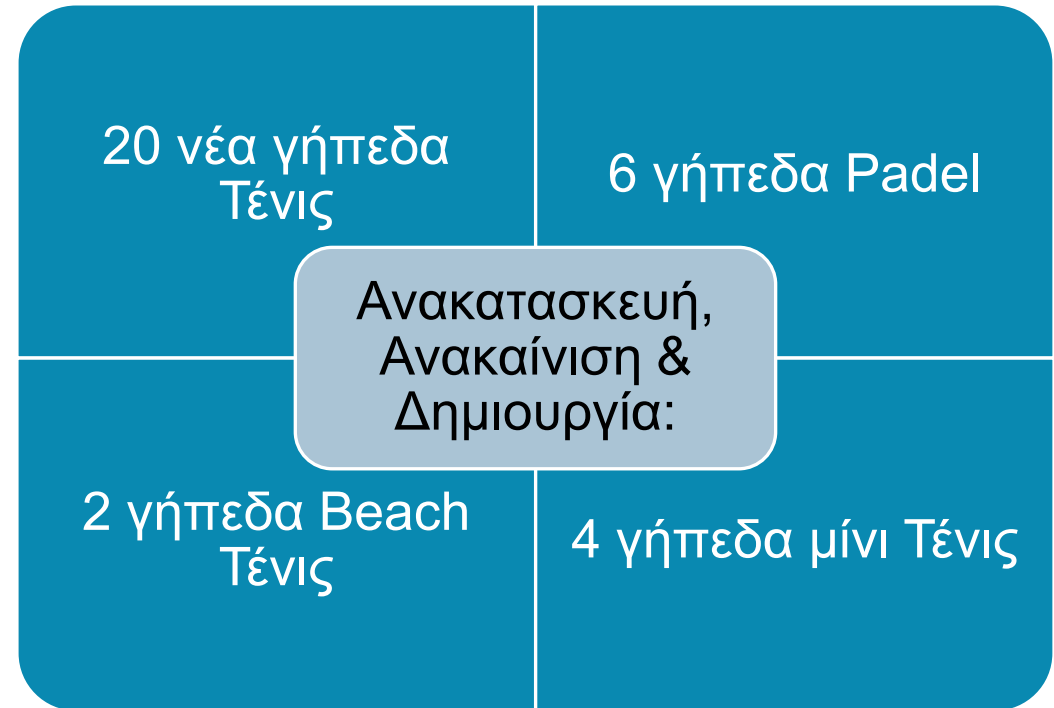 20 νέα γήπεδα
Τένις
6 γήπεδα Padel
Ανακατασκευή,
Ανακαίνιση &
Δημιουργία:
2 γήπεδα Beach
Τένις
4 γήπεδα μίνι Τένις